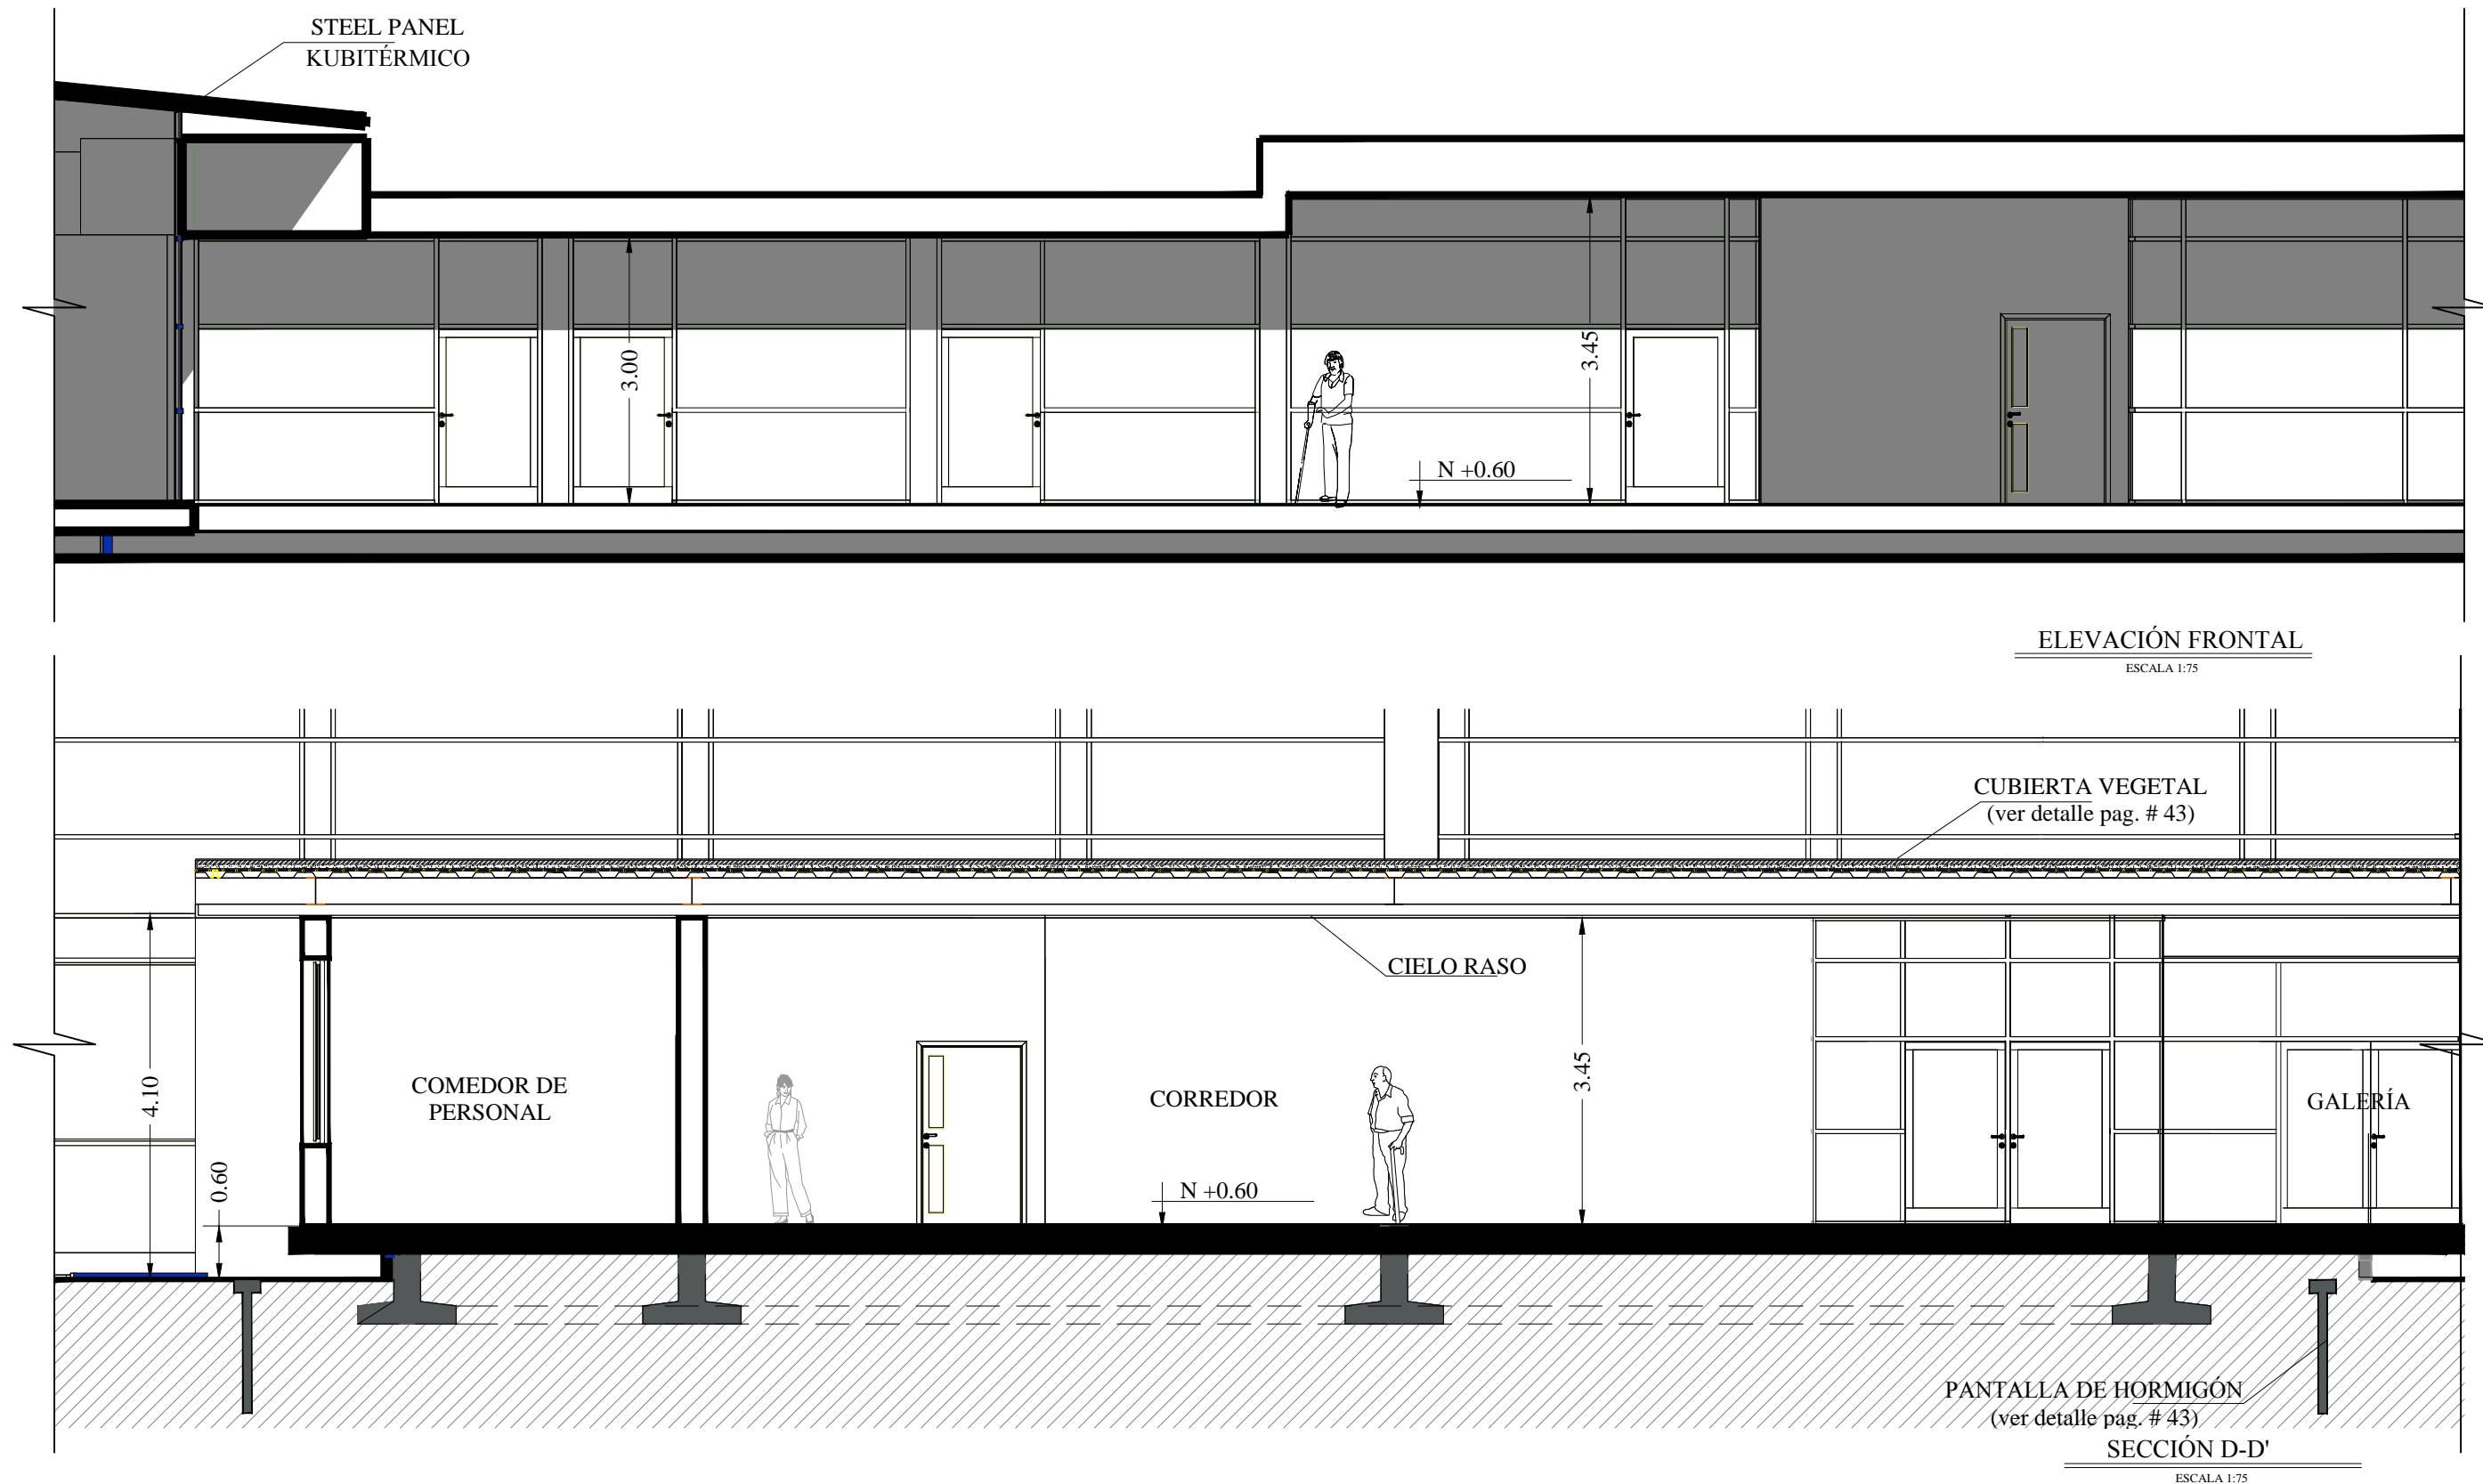 STEEL PANEL
KUBITÉRMICO
3.00
3.45
N +0.60
ELEVACIÓN FRONTAL
ESCALA 1:75
CUBIERTA VEGETAL
(ver detalle pag. # 43)
CIELO RASO
4.10
COMEDOR DE
PERSONAL
CORREDOR
3.45
GALERÍA
0.60
N +0.60
PANTALLA DE HORMIGÓN
(ver detalle pag. # 43)
SECCIÓN D-D'
ESCALA 1:75